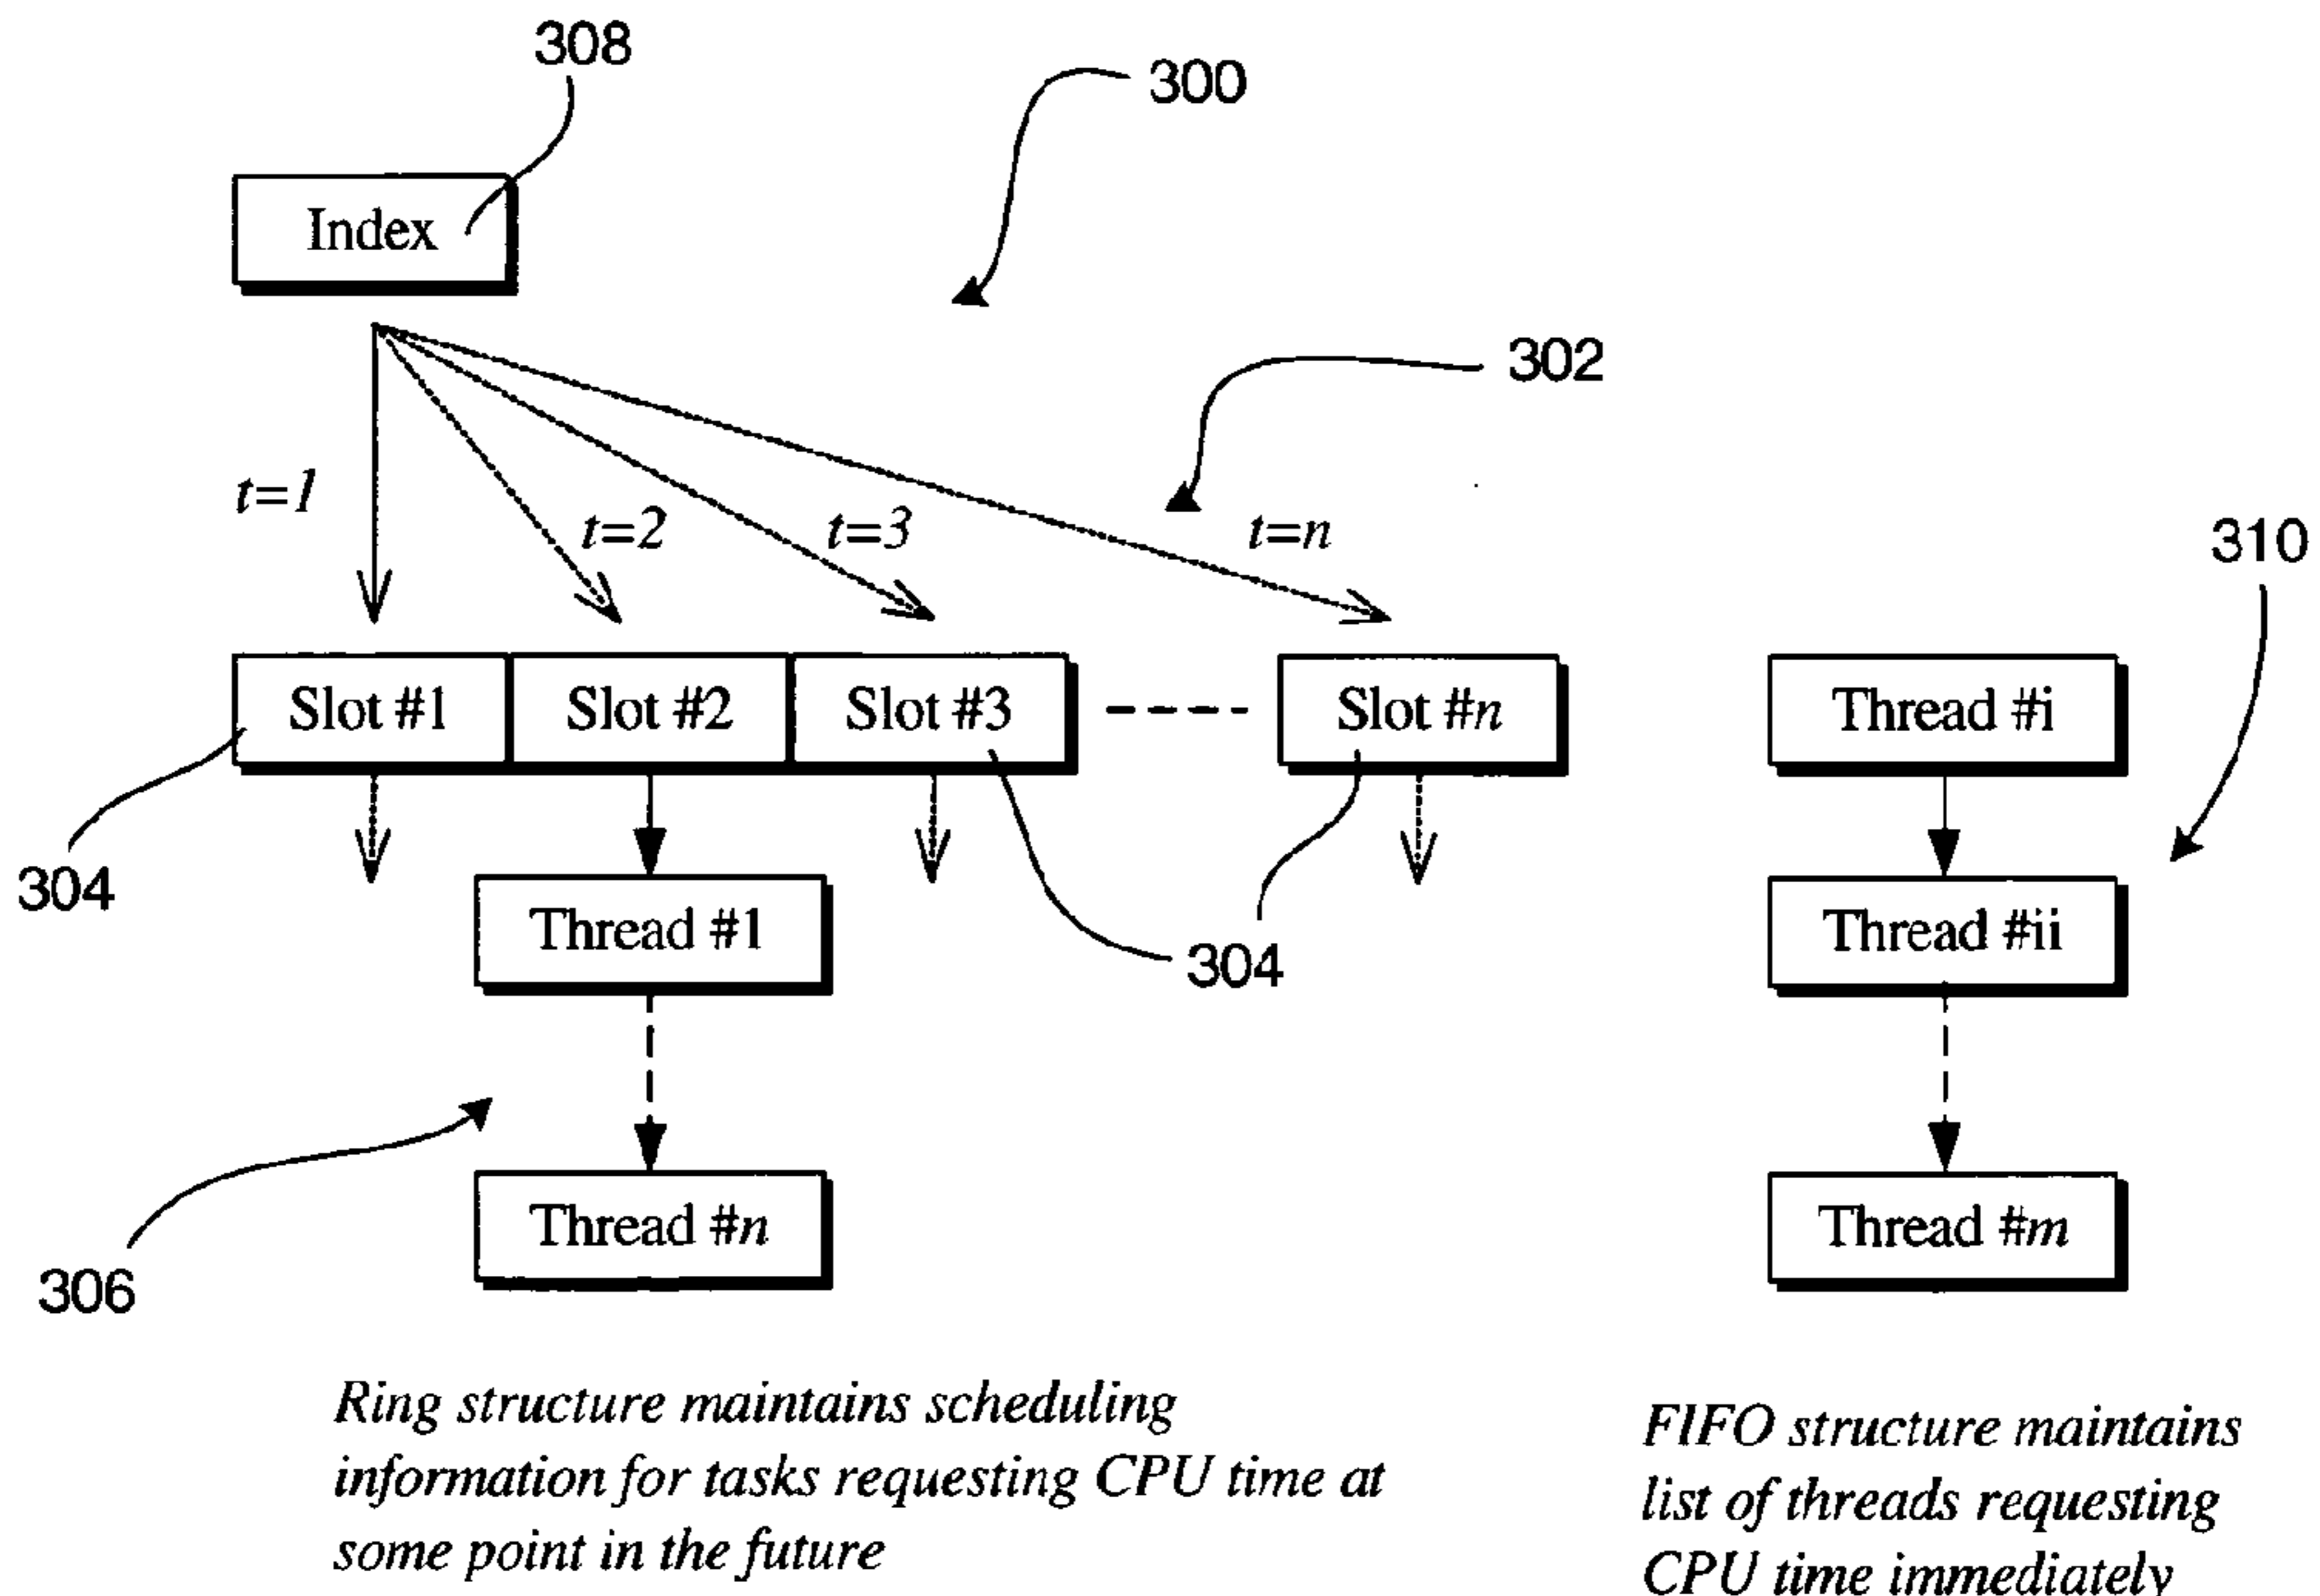 308
300
Index
302
t=1
t=2
t=3
t=n
310
Slot #1
Slot #2
Slot #3
Slot #n
Thread #i
304
Thread #1
304
Thread #ii
306
Thread #n
Thread #m
Ring structure maintains scheduling
information for tasks requesting CPU time at
some point in the future
FIFO structure maintains
list of threads requesting
CPU time immediately